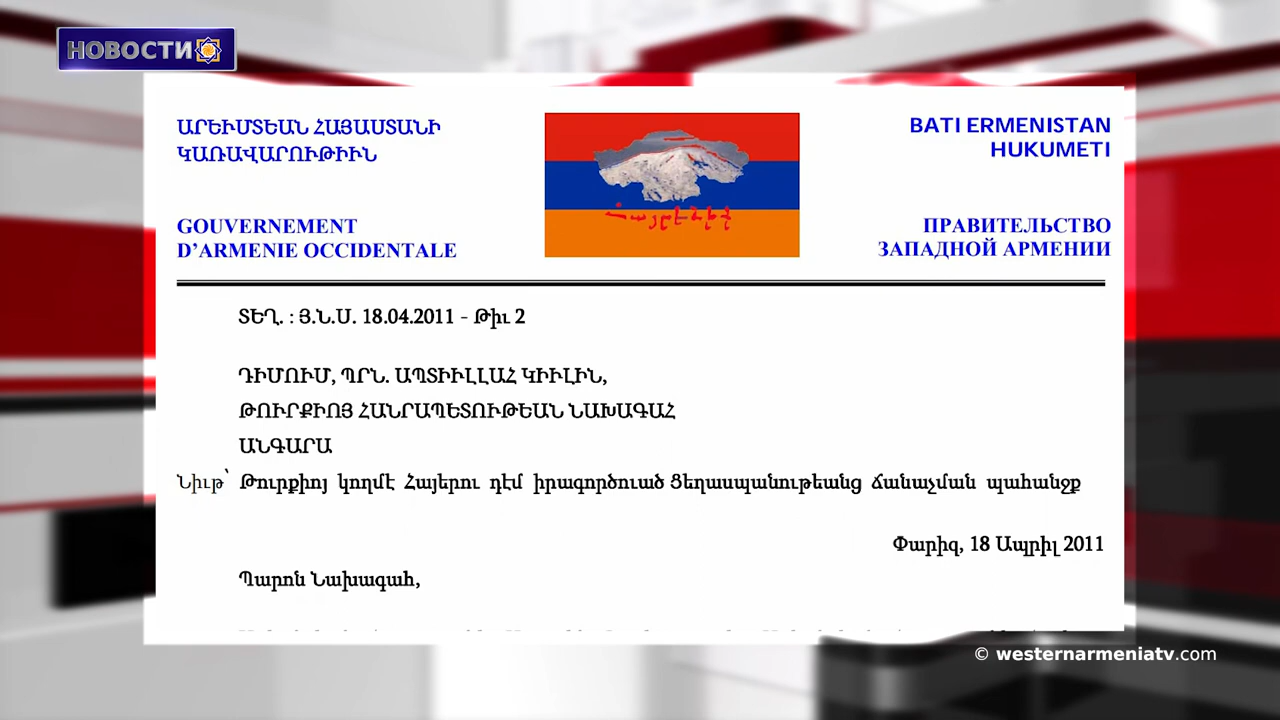 НОВОСТИ
ԱՐԵՒՄՏԵԱՆ ՀԱՅԱՍՏԱՆԻ
ԿԱՌԱՎԱՐՈՒԹԻՒՆ
GOUVERNEMENT
D’ARMENIE OCCIDENTALE
BATI ERMENISTAN
HUKUMETI
ПРАВИТЕЛЬСТВО
ЗАПАДНОЙ АРМЕНИИ
ՏԵՂ. : Յ.Ն.Ս. 18.04.2011 - Թիւ 2
ԴԻՄՈՒՄ, ՊՐՆ. ԱՊՏԻՒԼԼԱՀ ԿԻՒԼԻՆ,
ԹՈՒՐՔԻՈՅ ՀԱՆՐԱՊԵՏՈՒԹԵԱՆ ՆԱԽԱԳԱՀ
ԱՆԳԱՐԱ
Նիւթ՝ Թուրքիոյ կողմէ Հայերու դէմ իրագործուած Ցեղասպանութեանց ճանաչման պահանջք
Փարիզ, 18 Ապրիլ 2011
Պարոն Նախագահ,
© westernarmeniatv.com